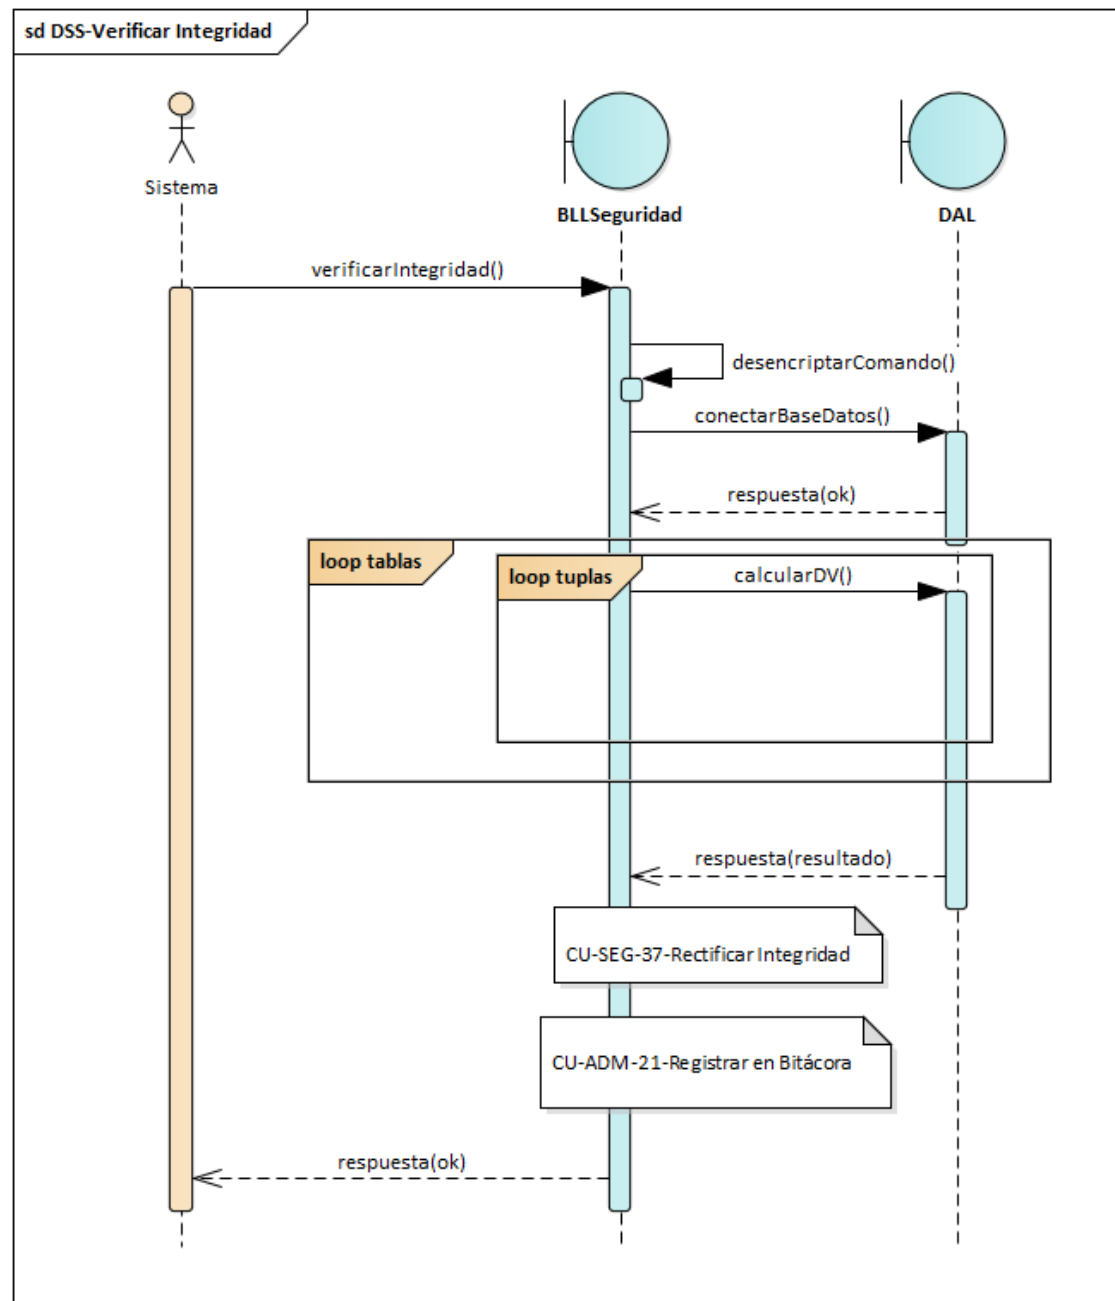 sd DSS-Verificar Integridad
Sistema
BLLSeguridad
DAL
verificarIntegridad()
desencriptarComando()
conectarBaseDatos()
respuesta(ok)
loop tablas
loop tuplas
calcularDV()
respuesta(resultado)
CU-SEG-37-Rectificar Integridad
CU-ADM-21-Registrar en Bitácora
respuesta(ok)